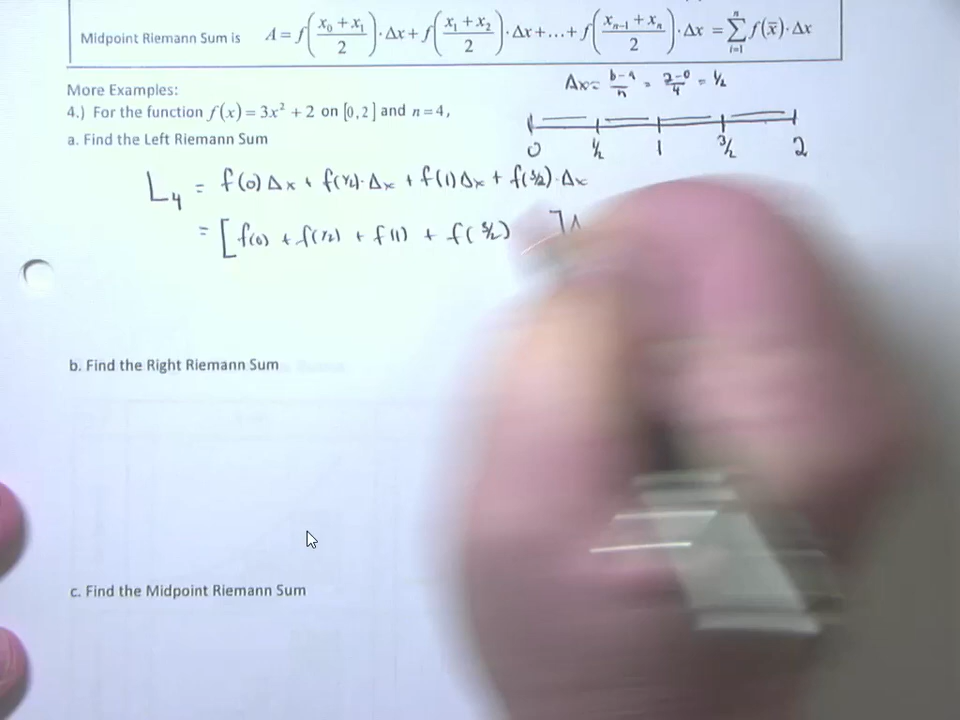 Midpoint Riemann Sum is A = f((x₀ + x₁)/2)·Δx + f((x₁ + x₂)/2)·Δx + ... + f((xₙ₋₁ + xₙ)/2)·Δx = ∑ᵢ₌₁ⁿ f(x̄)·Δx
More Examples:
Δx = (b-a)/n = (2-0)/4 = 1/2
4.) For the function f(x) = 3x² + 2 on [0,2] and n = 4,
a. Find the Left Riemann Sum
0 1/2 1 3/2 2
L₄ = f(0)Δx + f(1/2)·Δx + f(1)Δx + f(3/2)·Δx
= [f(0) + f(1/2) + f(1) + f(3/2) ]Δ
b. Find the Right Riemann Sum
c. Find the Midpoint Riemann Sum